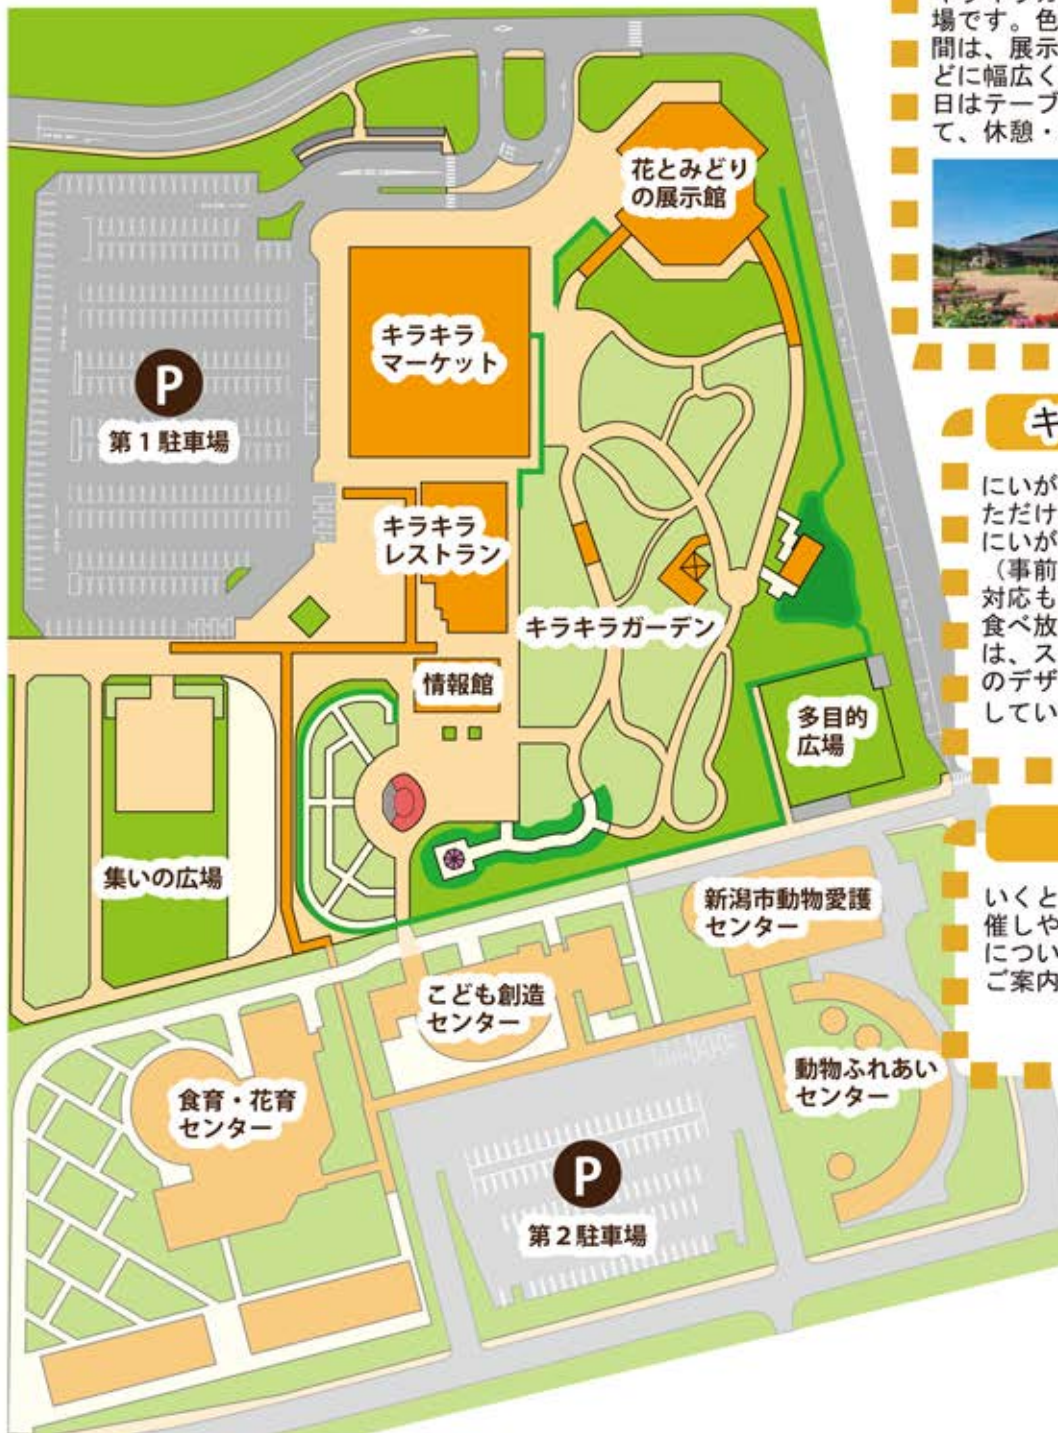 花とみどり
の展示館
キラキラ
マーケット
P
第1駐車場
キラキラ
レストラン
キラキラガーデン
情報館
多目的
広場
集いの広場
新潟市動物愛護
センター
こども創造
センター
動物ふれあい
センター
食育・花育
センター
P
第2駐車場
場です。色
間は、展示
どに幅広く
日はテーブ
て、休憩・
キ
にいが
ただけ
にいが
（事前
対応も
食べ放
は、ス
のデザ
してい
いくと
催しや
につい
ご案内